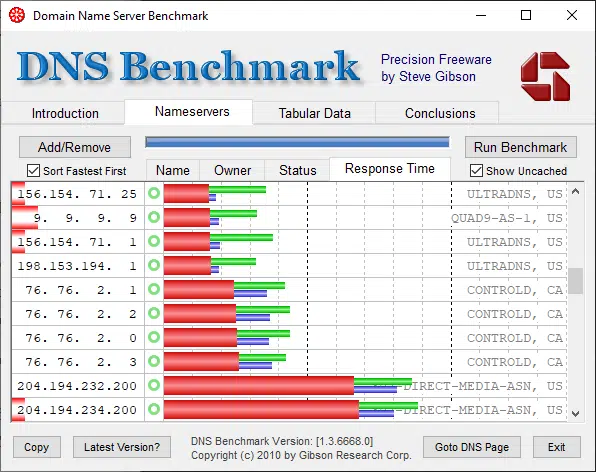 Domain Name Server Benchmark
DNS Benchmark
Precision Freeware
by Steve Gibson
Introduction Nameservers Tabular Data Conclusions
Add/Remove Run Benchmark
Sort Fastest First Name Owner Status Response Time Show Uncached
156.154. 71. 25 ULTRADNS, US
9. 9. 9. 9 QUAD9-AS-1, US
156.154. 71. 1 ULTRADNS, US
198.153.194. 1 ULTRADNS, US
76. 76. 2. 1 CONTROLD, CA
76. 76. 2. 2 CONTROLD, CA
76. 76. 2. 0 CONTROLD, CA
76. 76. 2. 3 CONTROLD, CA
204.194.232.200 -DIRECT-MEDIA-ASN, US
204.194.234.200 -DIRECT-MEDIA-ASN, US
Copy Latest Version? DNS Benchmark Version: [1.3.6668.0] Goto DNS Page Exit
Copyright (c) 2010 by Gibson Research Corp.